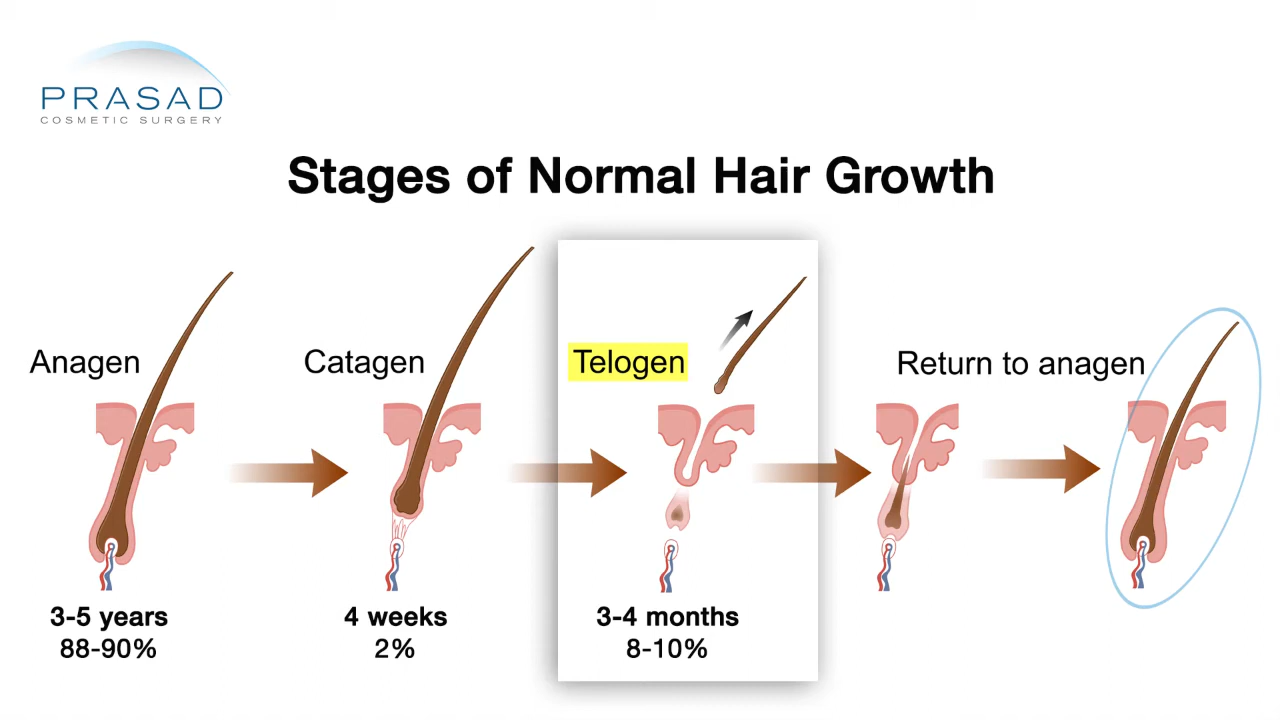 PRASAD
COSMETIC SURGERY
Stages of Normal Hair Growth
Anagen
Catagen
Telogen
Return to anagen
3-5 years
88-90%
4 weeks
2%
3-4 months
8-10%